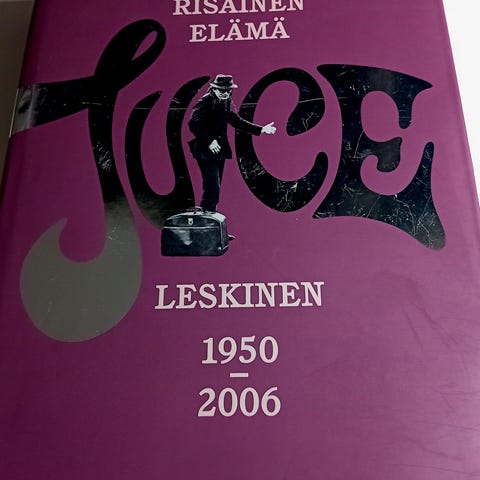 RISAINEN
ELÄMÄ
JUICE
LESKINEN
1950
–
2006